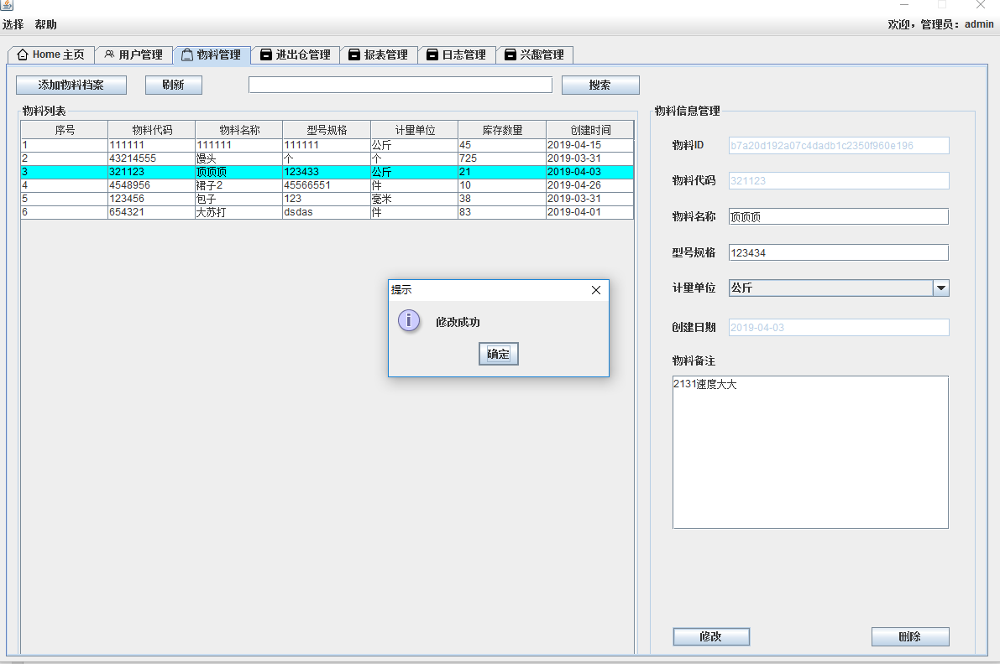 选择 帮助 欢迎，管理员：admin
Home 主页 用户管理 物料管理 进出仓管理 报表管理 日志管理 兴趣管理
添加物料档案 刷新 搜索
物料列表
序号 物料代码 物料名称 型号规格 计量单位 库存数量 创建时间
1 111111 111111 111111 公斤 45 2019-04-15
2 43214555 馒头 个 个 725 2019-03-31
3 321123 顶顶顶 123433 公斤 21 2019-04-03
4 4548956 裙子2 45566551 件 10 2019-04-26
5 123456 包子 123 毫米 38 2019-03-31
6 654321 大苏打 dsdas 件 83 2019-04-01
提示
修改成功
确定
物料信息管理
物料ID b7a20d192a07c4dadb1c2350f960e196
物料代码 321123
物料名称 顶顶顶
型号规格 123434
计量单位 公斤
创建日期 2019-04-03
物料备注
2131速度大大
修改 删除